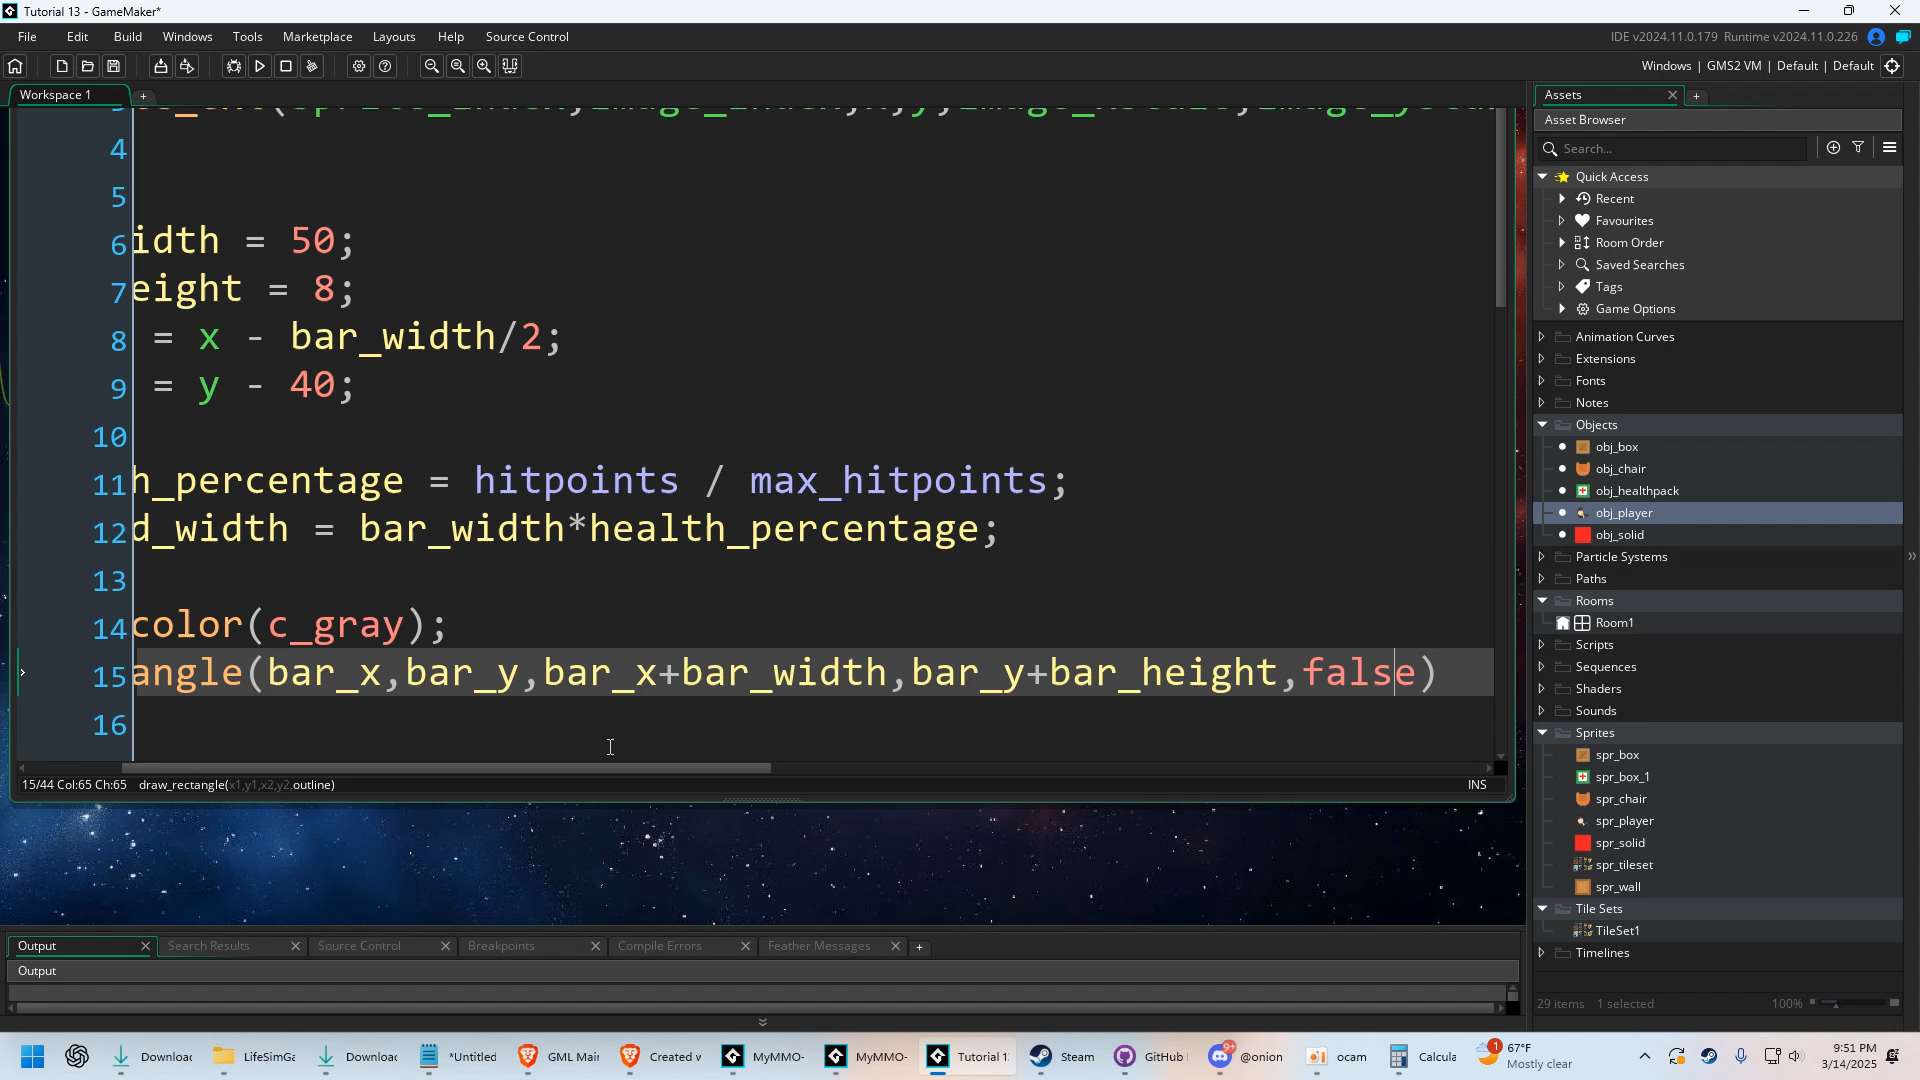 Tutorial 13 - GameMaker*
File Edit Build Windows Tools Marketplace Layouts Help Source Control
IDE v2024.11.0.179 Runtime v2024.11.0.226
Windows | GMS2 VM | Default | Default
Workspace 1
4
5
6 idth = 50;
7 eight = 8;
8 = x - bar_width/2;
9 = y - 40;
10
11 h_percentage = hitpoints / max_hitpoints;
12 d_width = bar_width*health_percentage;
13
14 color(c_gray);
15 angle(bar_x,bar_y,bar_x+bar_width,bar_y+bar_height,false)
16
15/44 Col:65 Ch:65 draw_rectangle(x1,y1,x2,y2,outline)
INS
Assets
Asset Browser
Search...
Quick Access
Recent
Favourites
Room Order
Saved Searches
Tags
Game Options
Animation Curves
Extensions
Fonts
Notes
Objects
obj_box
obj_chair
obj_healthpack
obj_player
obj_solid
Particle Systems
Paths
Rooms
Room1
Scripts
Sequences
Shaders
Sounds
Sprites
spr_box
spr_box_1
spr_chair
spr_player
spr_solid
spr_tileset
spr_wall
Tile Sets
TileSet1
Timelines
29 items 1 selected 100%
Output Search Results Source Control Breakpoints Compile Errors Feather Messages
Output
Downloac LifeSimGa Downloac *Untitled GML Mair Created v MyMMO- MyMMO- Tutorial 1 Steam GitHub 9+ @onion ocam Calcula
1 67°F
Mostly clear
9:51 PM
3/14/2025